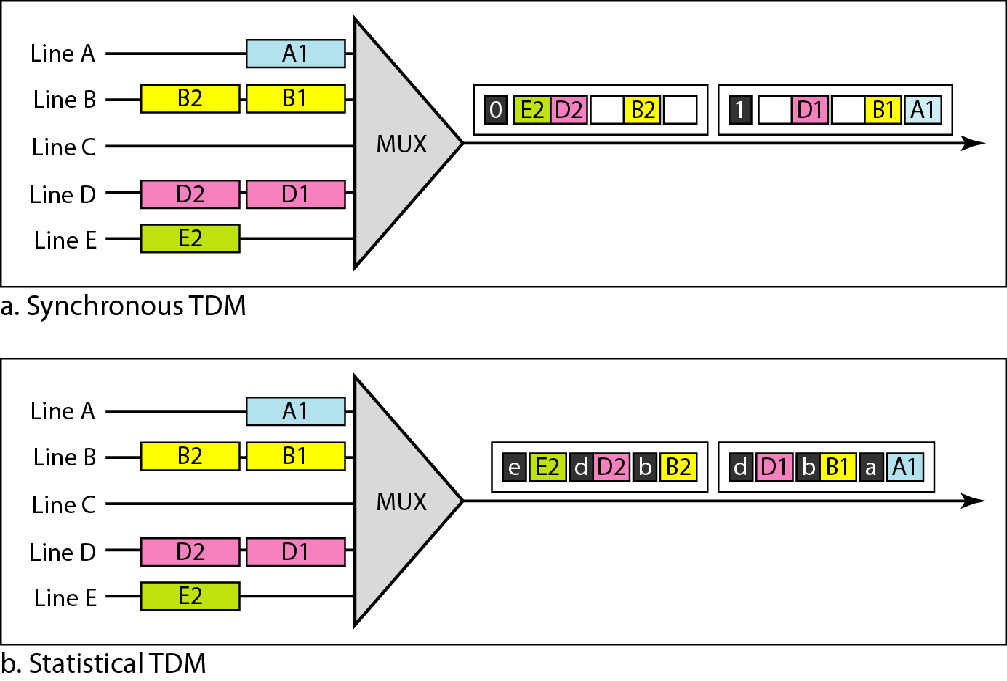 Line A A1
Line B B2 B1 0 E2 D2 B2 1 D1 B1 A1
Line C MUX
Line D D2 D1
Line E E2
a. Synchronous TDM
Line A A1
Line B B2 B1 e E2 d D2 b B2 d D1 b B1 a A1
Line C MUX
Line D D2 D1
Line E E2
b. Statistical TDM